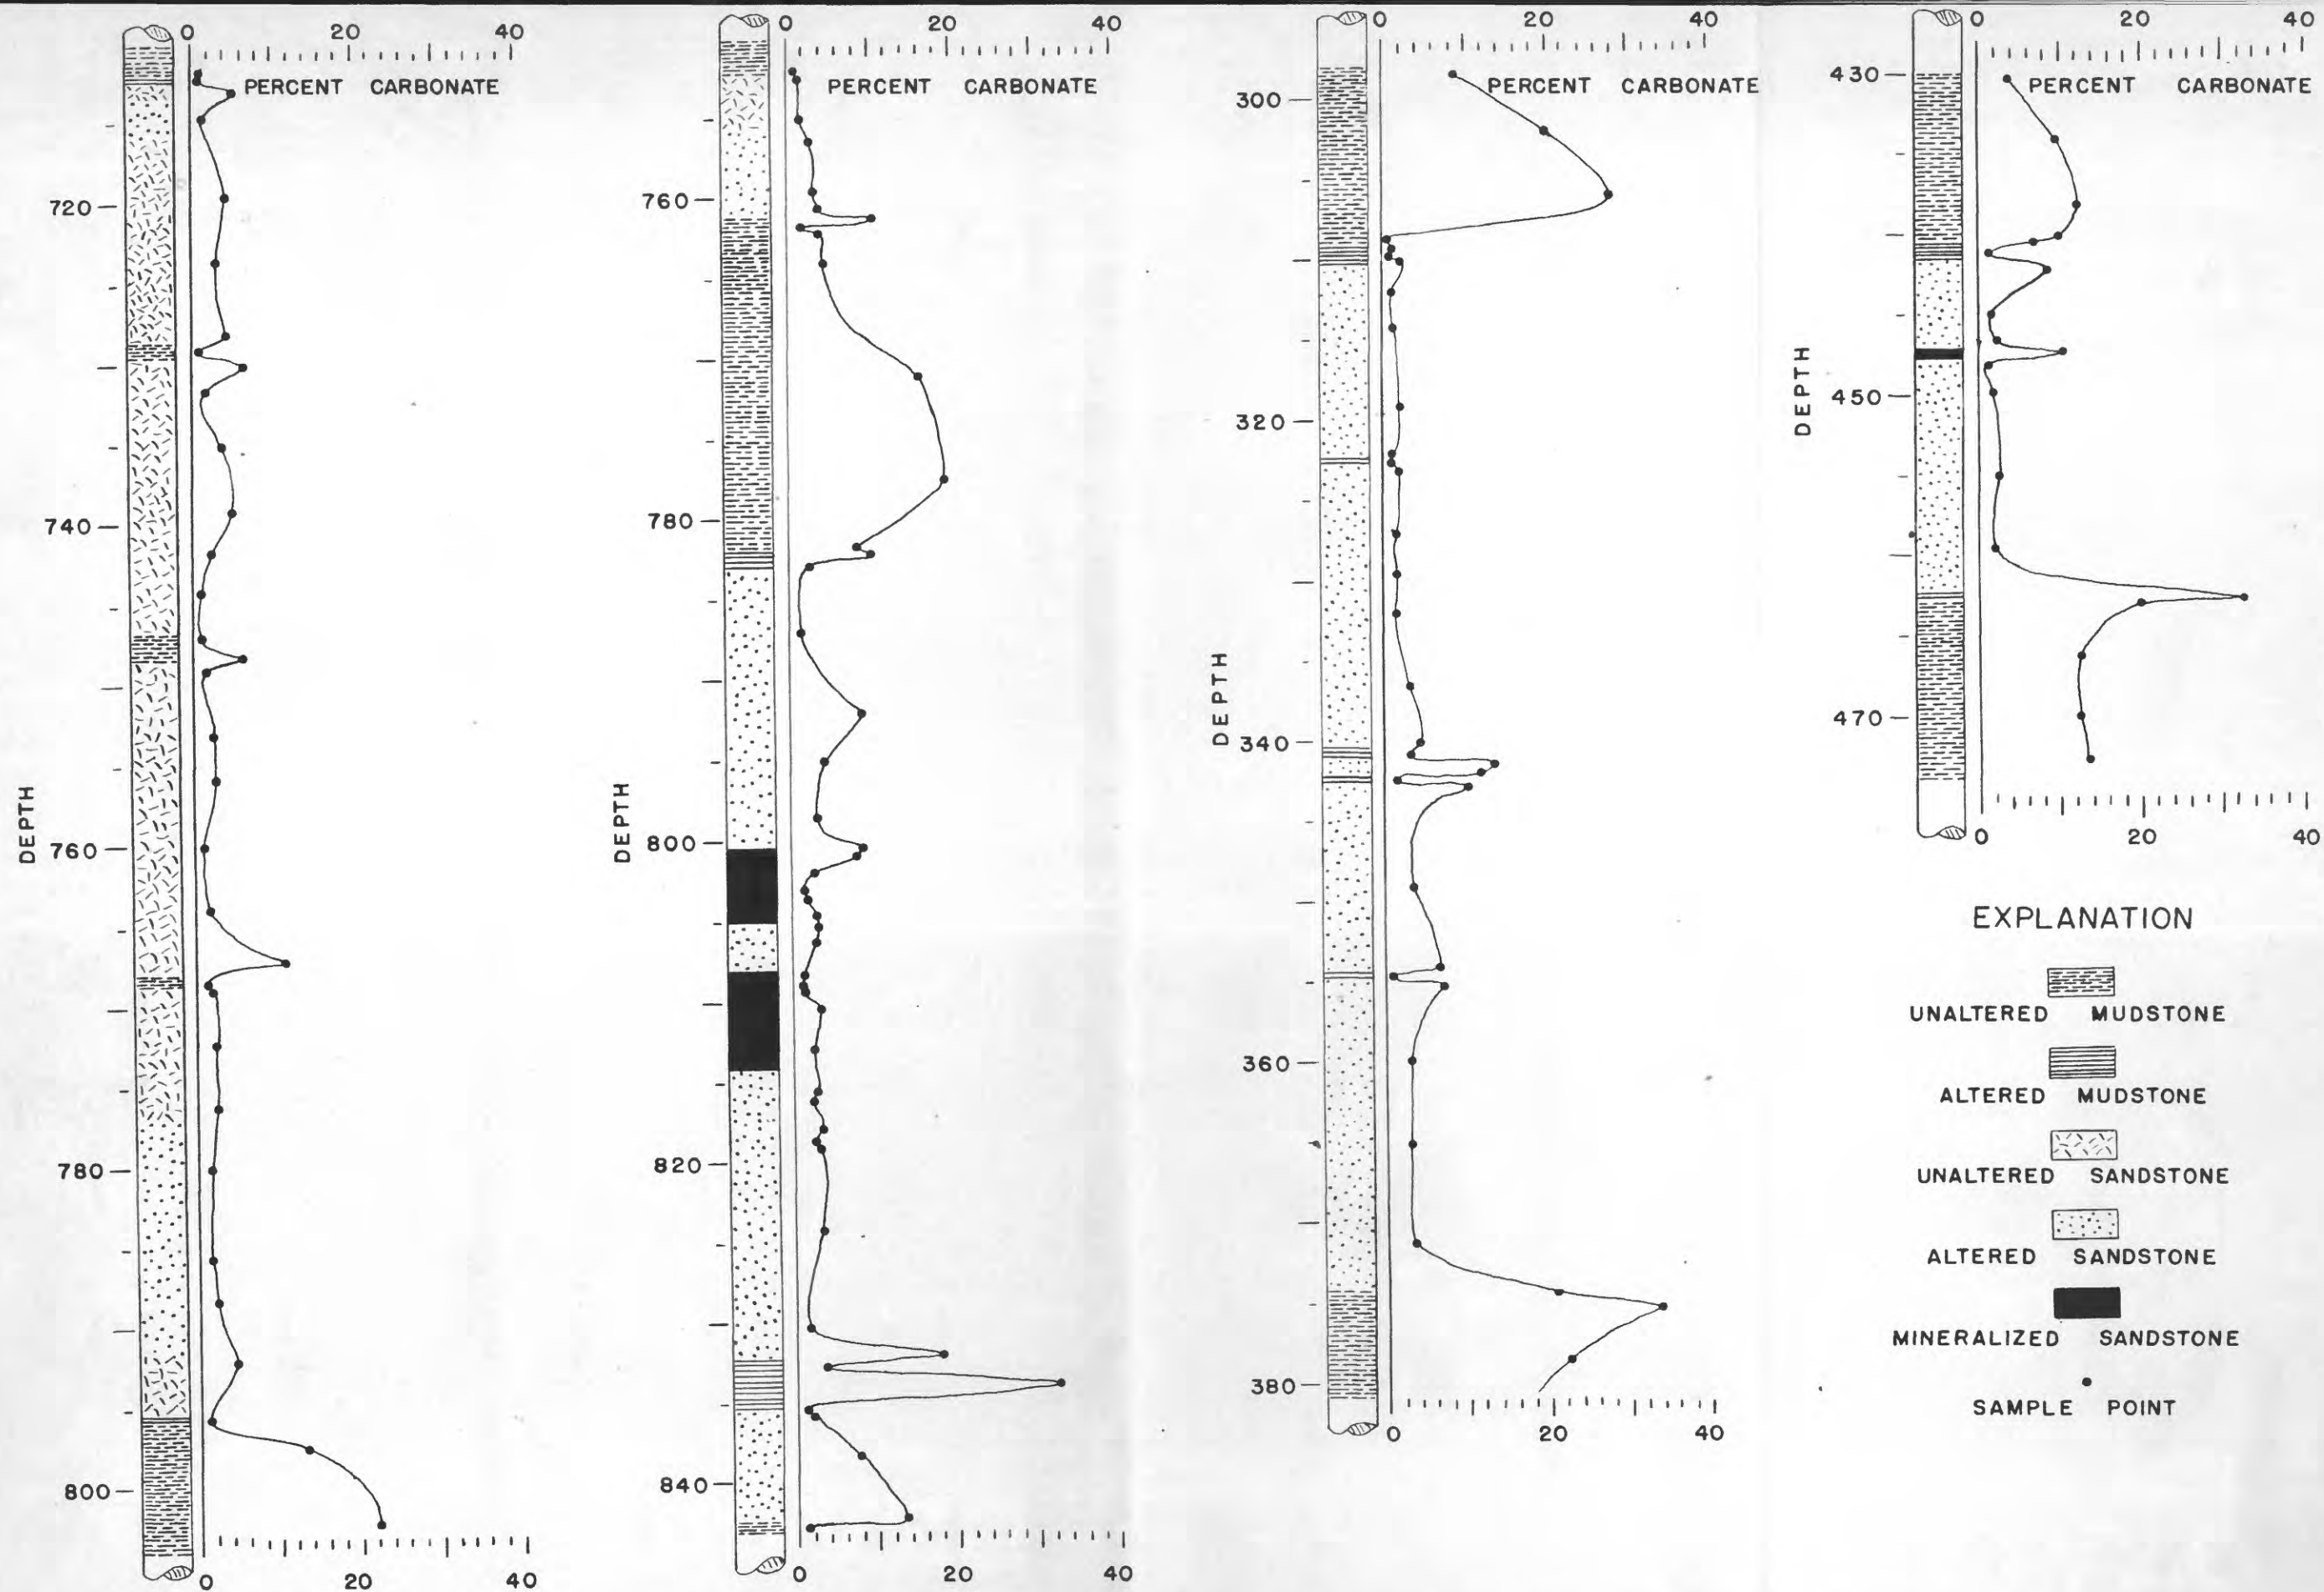 0 20 40
PERCENT CARBONATE
720
740
DEPTH
760
780
800
0 20 40
0 20 40
PERCENT CARBONATE
760
780
DEPTH
800
820
840
0 20 40
0 20 40
PERCENT CARBONATE
300
320
DEPTH
340
360
380
0 20 40
0 20 40
430
PERCENT CARBONATE
DEPTH
450
470
0 20 40
EXPLANATION
UNALTERED MUDSTONE
ALTERED MUDSTONE
UNALTERED SANDSTONE
ALTERED SANDSTONE
MINERALIZED SANDSTONE
SAMPLE POINT